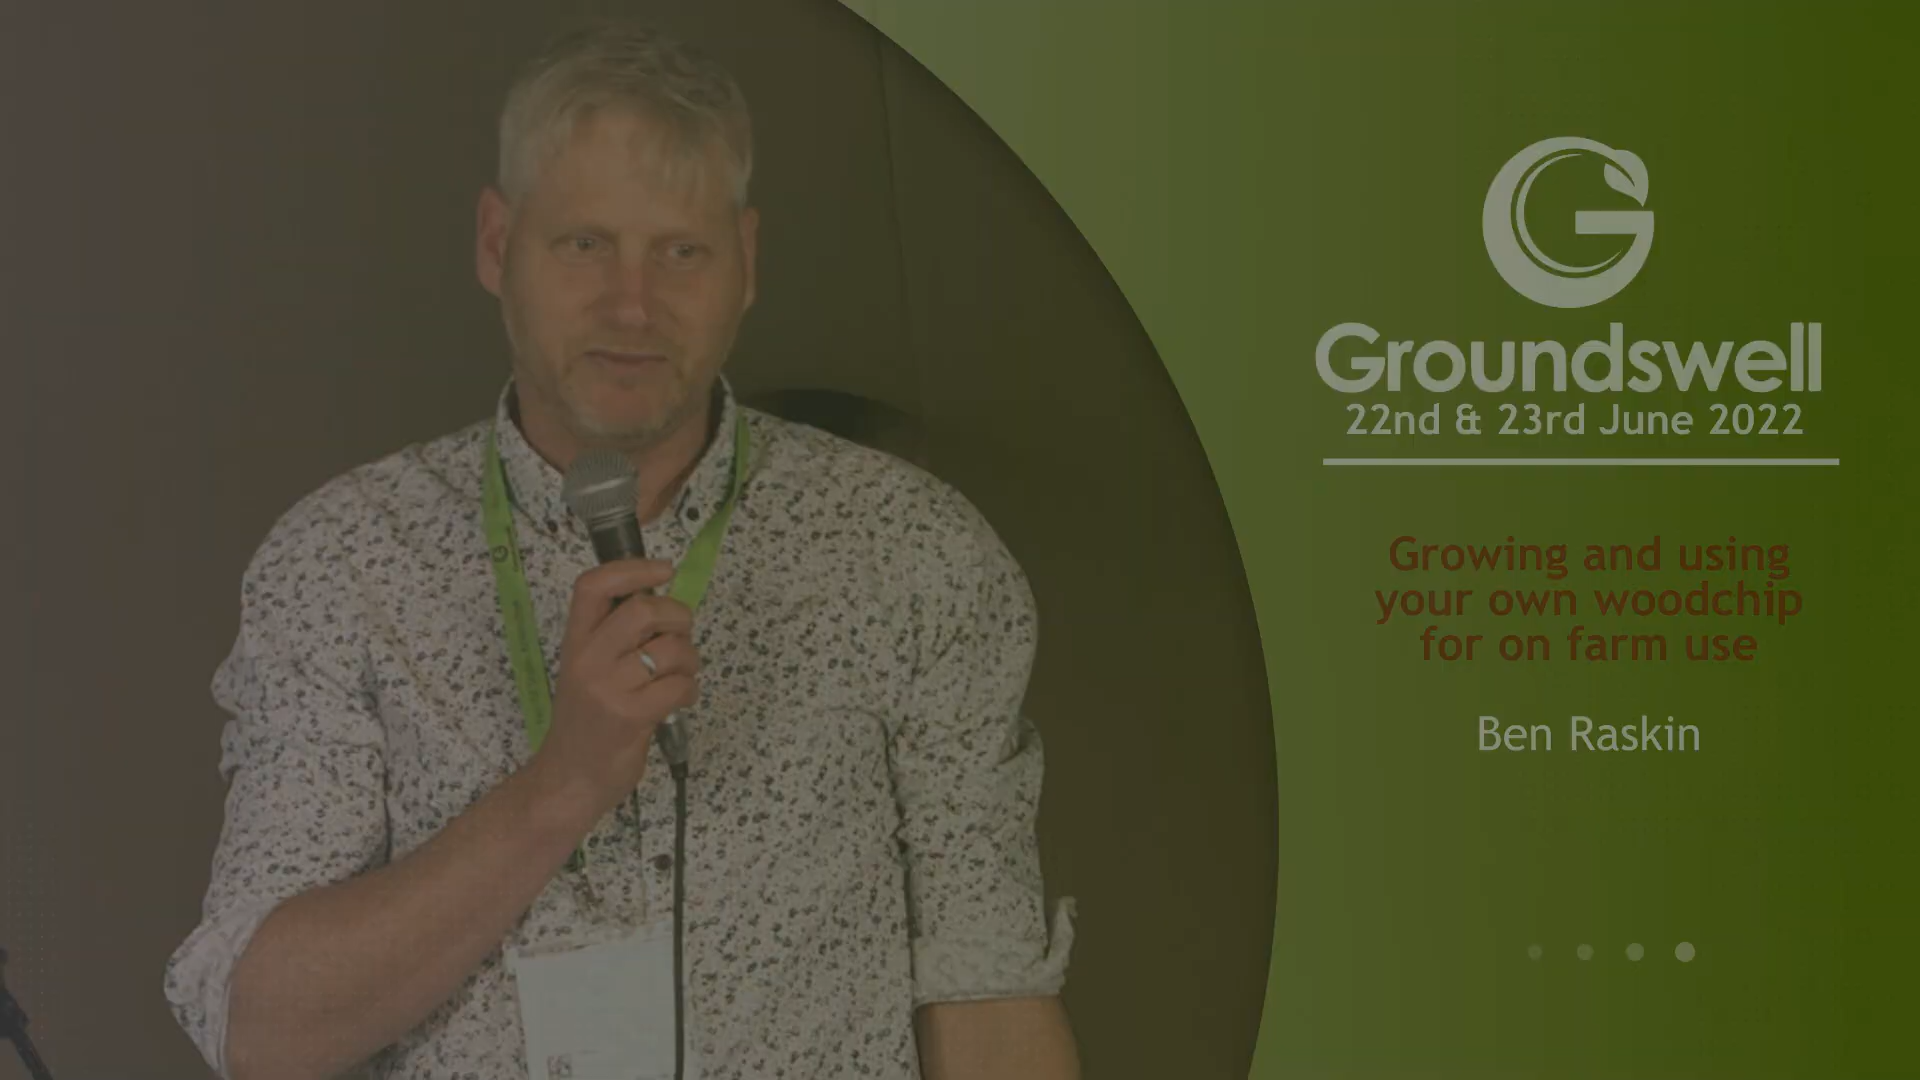 Groundswell
22nd & 23rd June 2022
Growing and using
your own woodchip
for on farm use
Ben Raskin